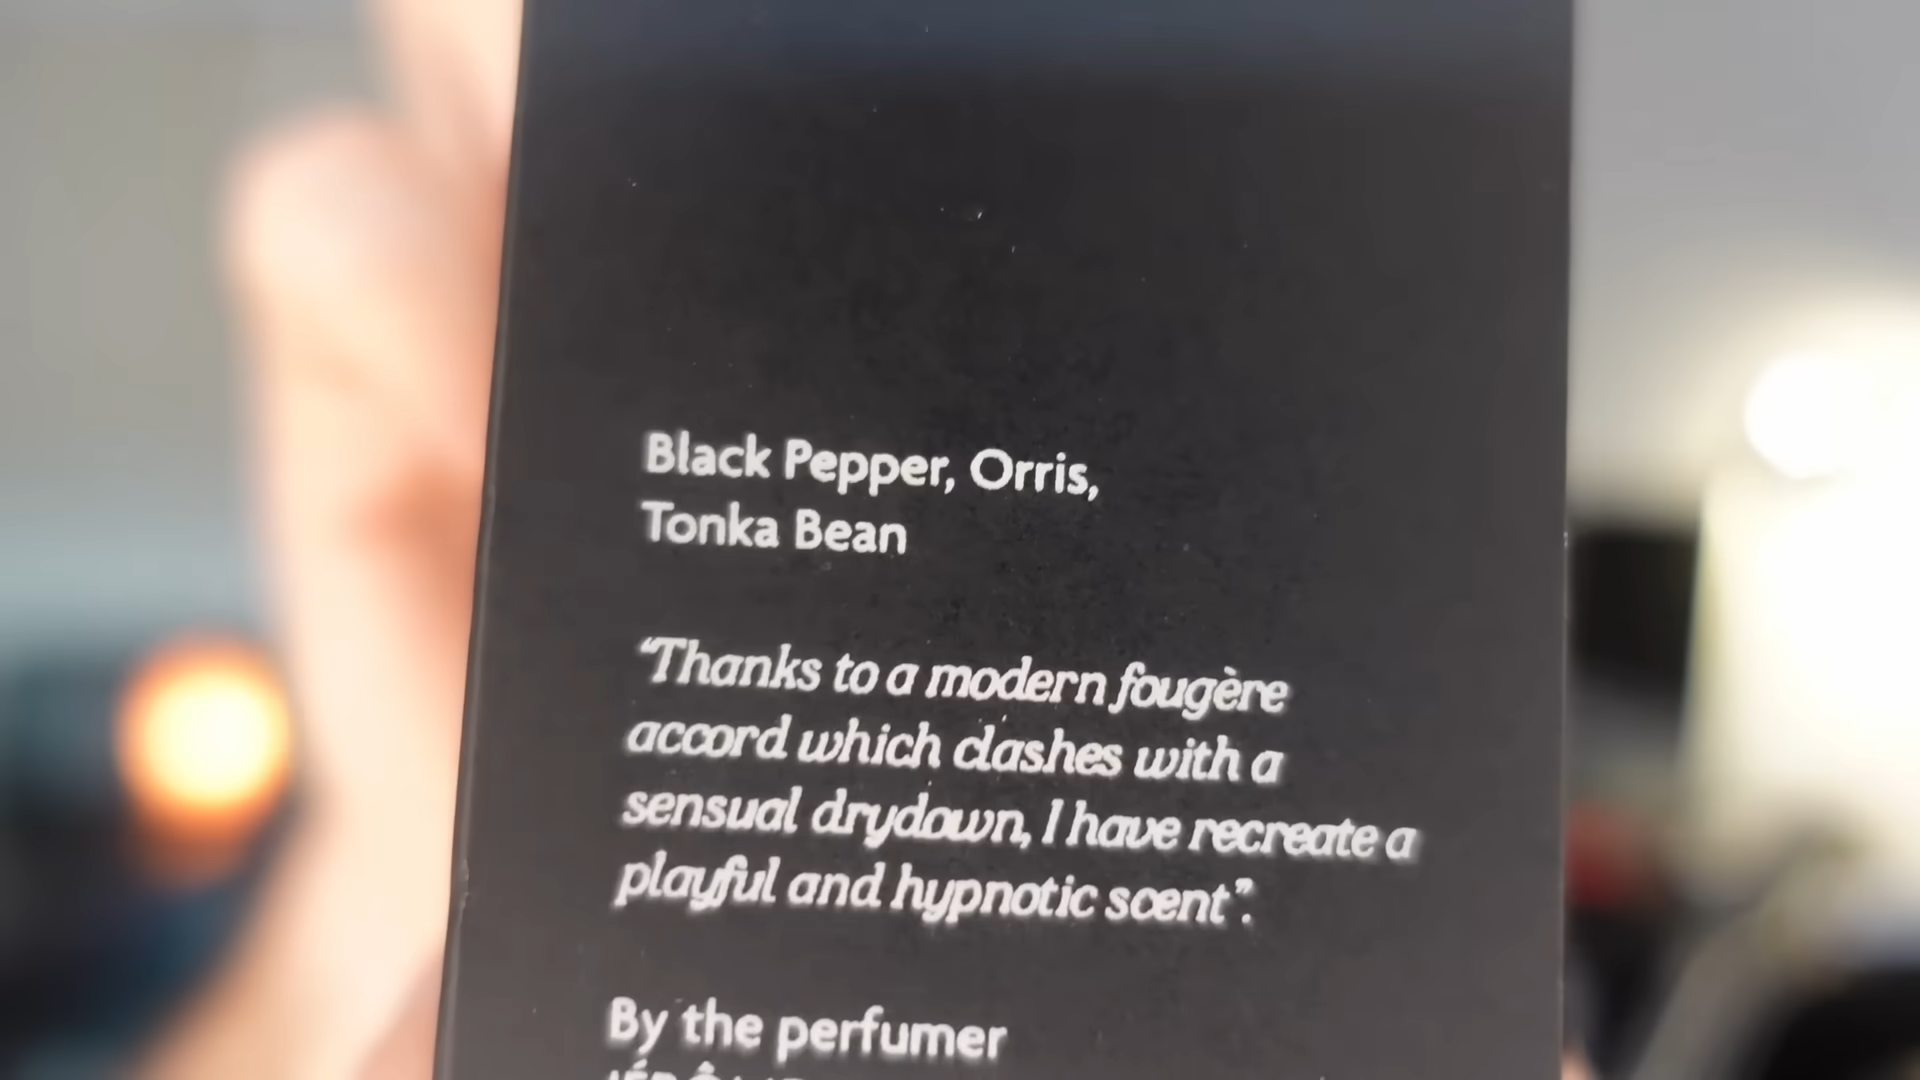 Black Pepper, Orris,
Tonka Bean
“Thanks to a modern fougère
accord which clashes with a
sensual drydown, I have recreate a
playful and hypnotic scent”.
By the perfumer